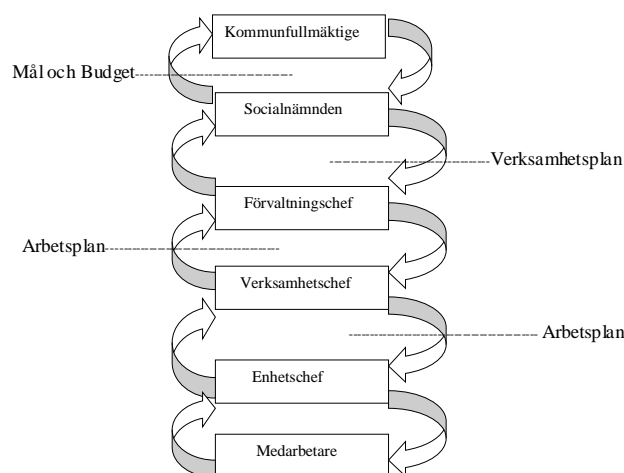 Kommunfullmäktige
Mål och Budget
Socialnämnden
Verksamhetsplan
Förvaltningschef
Arbetsplan
Verksamhetschef
Arbetsplan
Enhetschef
Medarbetare